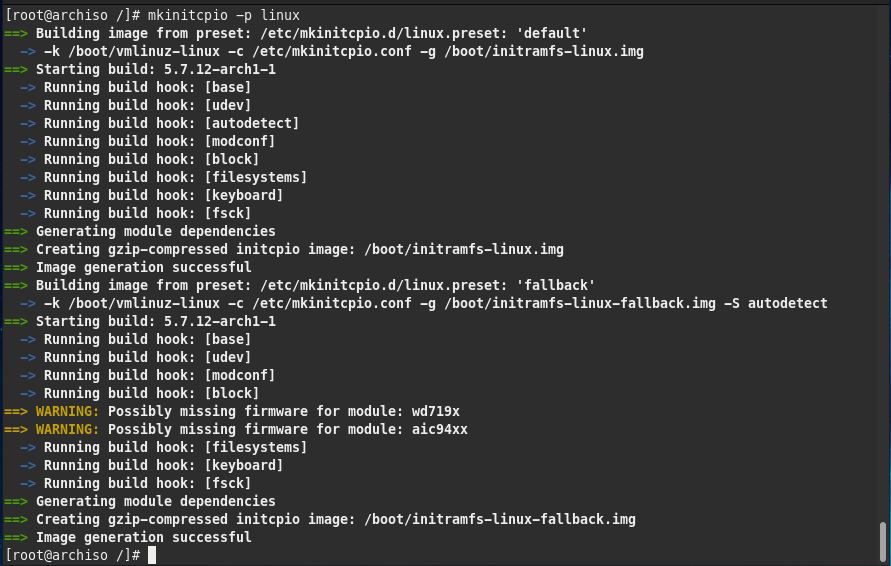 [root@archiso /]# mkinitcpio -p linux
==> Building image from preset: /etc/mkinitcpio.d/linux.preset: 'default'
  -> -k /boot/vmlinuz-linux -c /etc/mkinitcpio.conf -g /boot/initramfs-linux.img
==> Starting build: 5.7.12-arch1-1
  -> Running build hook: [base]
  -> Running build hook: [udev]
  -> Running build hook: [autodetect]
  -> Running build hook: [modconf]
  -> Running build hook: [block]
  -> Running build hook: [filesystems]
  -> Running build hook: [keyboard]
  -> Running build hook: [fsck]
==> Generating module dependencies
==> Creating gzip-compressed initcpio image: /boot/initramfs-linux.img
==> Image generation successful
==> Building image from preset: /etc/mkinitcpio.d/linux.preset: 'fallback'
  -> -k /boot/vmlinuz-linux -c /etc/mkinitcpio.conf -g /boot/initramfs-linux-fallback.img -S autodetect
==> Starting build: 5.7.12-arch1-1
  -> Running build hook: [base]
  -> Running build hook: [udev]
  -> Running build hook: [modconf]
  -> Running build hook: [block]
==> WARNING: Possibly missing firmware for module: wd719x
==> WARNING: Possibly missing firmware for module: aic94xx
  -> Running build hook: [filesystems]
  -> Running build hook: [keyboard]
  -> Running build hook: [fsck]
==> Generating module dependencies
==> Creating gzip-compressed initcpio image: /boot/initramfs-linux-fallback.img
==> Image generation successful
[root@archiso /]#